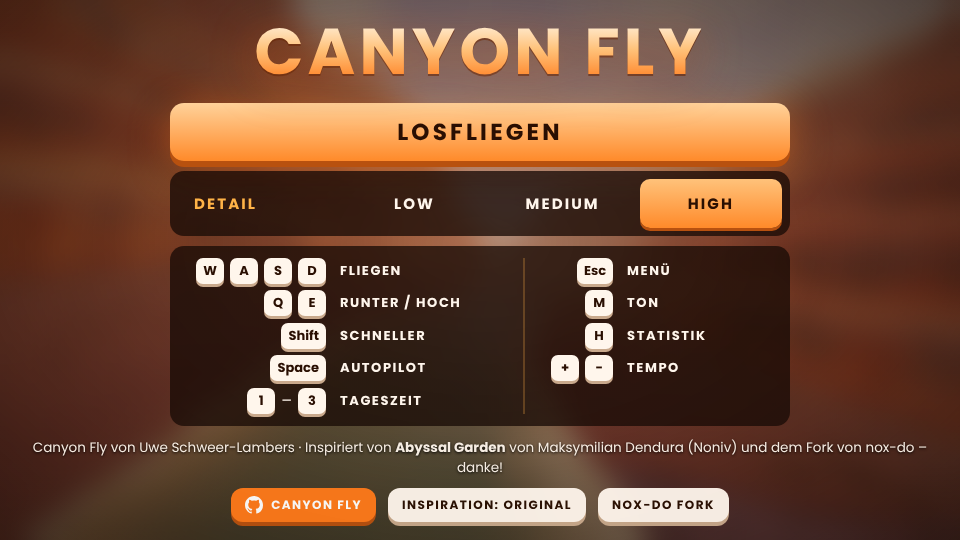 CANYON FLY
LOSFLIEGEN
DETAIL LOW MEDIUM HIGH
W A S D FLIEGEN
Q E RUNTER / HOCH
Shift SCHNELLER
Space AUTOPILOT
1 – 3 TAGESZEIT
Esc MENÜ
M TON
H STATISTIK
+ - TEMPO
Canyon Fly von Uwe Schweer-Lambers · Inspiriert von Abyssal Garden von Maksymilian Dendura (Noniv) und dem Fork von nox-do –
danke!
CANYON FLY INSPIRATION: ORIGINAL NOX-DO FORK